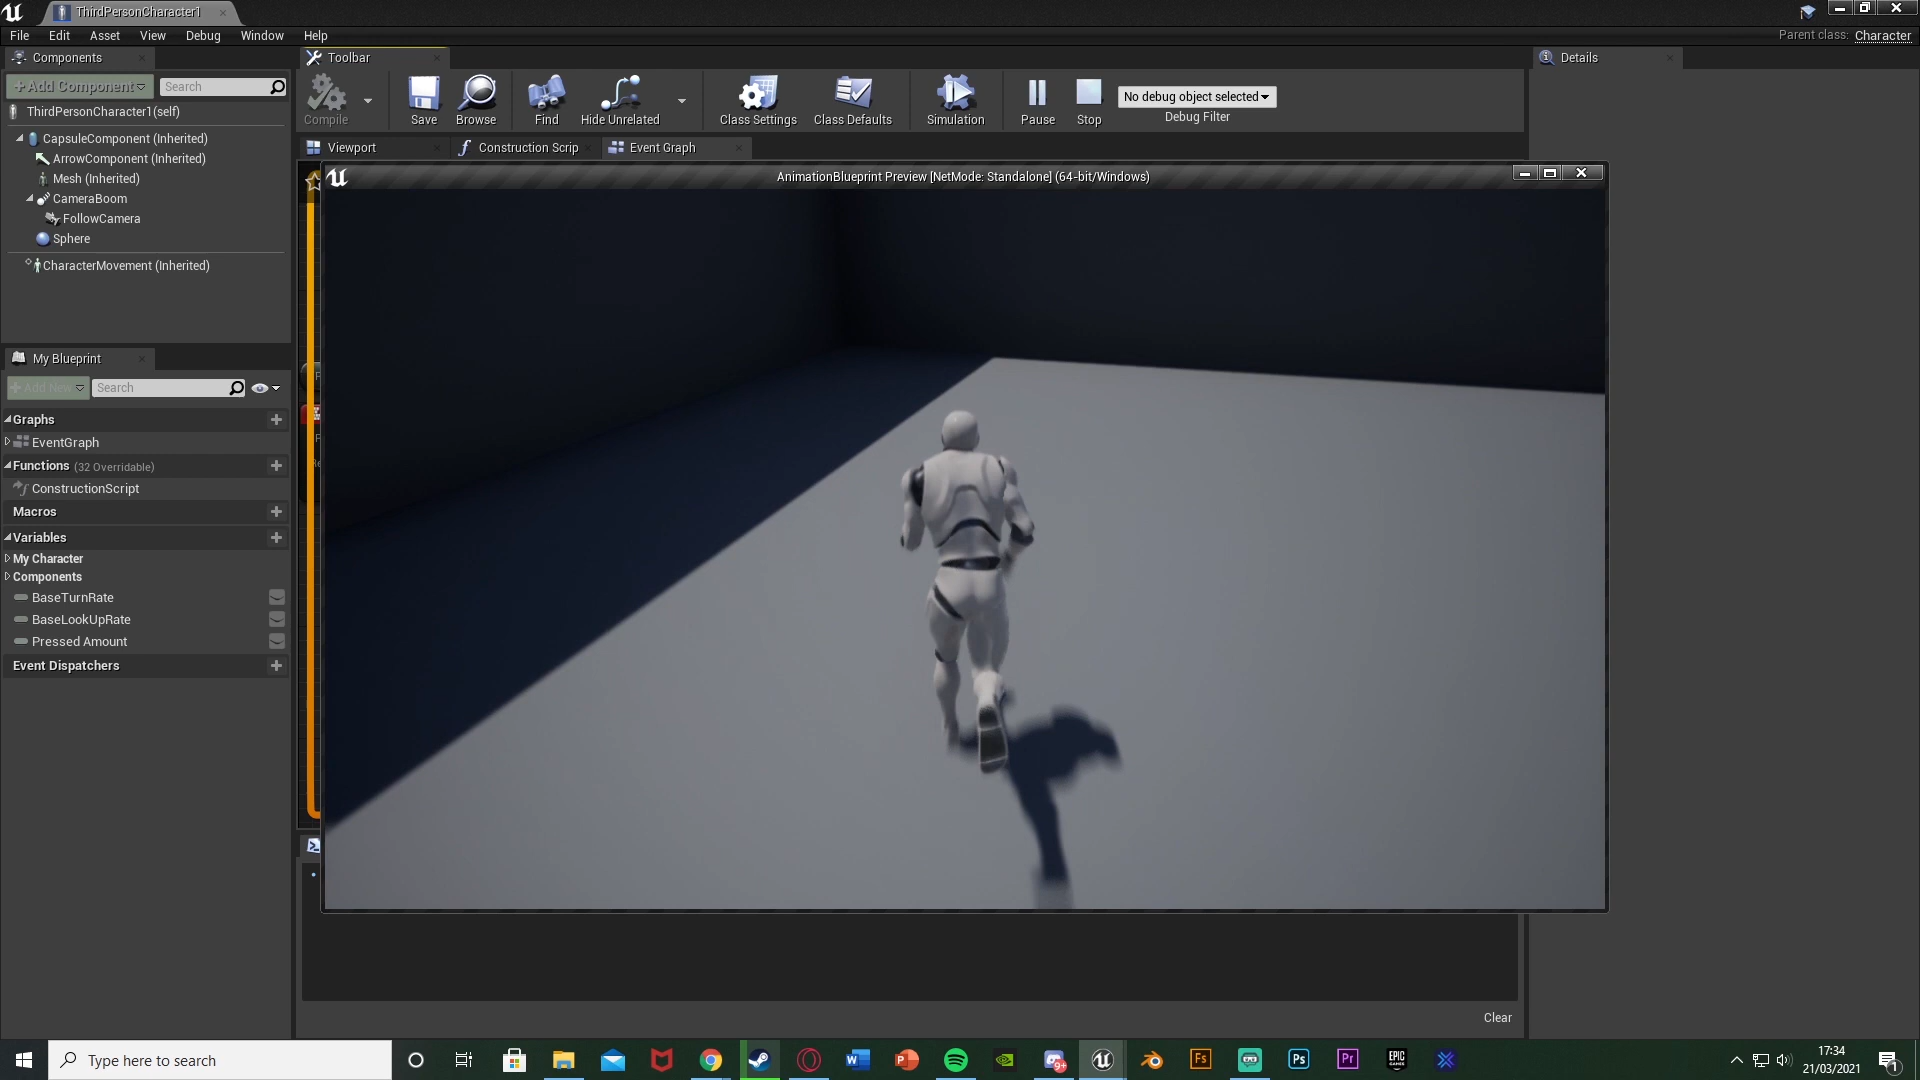 ThirdPersonCharacter1
File Edit Asset View Debug Window Help
Parent class: Character
Components
Toolbar
Details
+Add Component
Search
Compile
Save
Browse
Find
Hide Unrelated
Class Settings
Class Defaults
Simulation
Pause
Stop
No debug object selected
Debug Filter
ThirdPersonCharacter1(self)
CapsuleComponent (Inherited)
ArrowComponent (Inherited)
Mesh (Inherited)
CameraBoom
FollowCamera
Sphere
CharacterMovement (Inherited)
Viewport
Construction Scrip
Event Graph
AnimationBlueprint Preview [NetMode: Standalone] (64-bit/Windows)
My Blueprint
+Add New
Search
Graphs
EventGraph
Functions (32 Overridable)
ConstructionScript
Macros
Variables
My Character
Components
BaseTurnRate
BaseLookUpRate
Pressed Amount
Event Dispatchers
Clear
Type here to search
17:34
21/03/2021